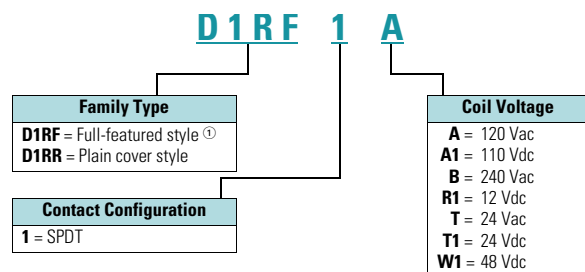 D1RF 1 A
Family Type
D1RF = Full-featured style ①
D1RR = Plain cover style
Contact Configuration
1 = SPDT
Coil Voltage
A = 120 Vac
A1 = 110 Vdc
B = 240 Vac
R1 = 12 Vdc
T = 24 Vac
T1 = 24 Vdc
W1 = 48 Vdc